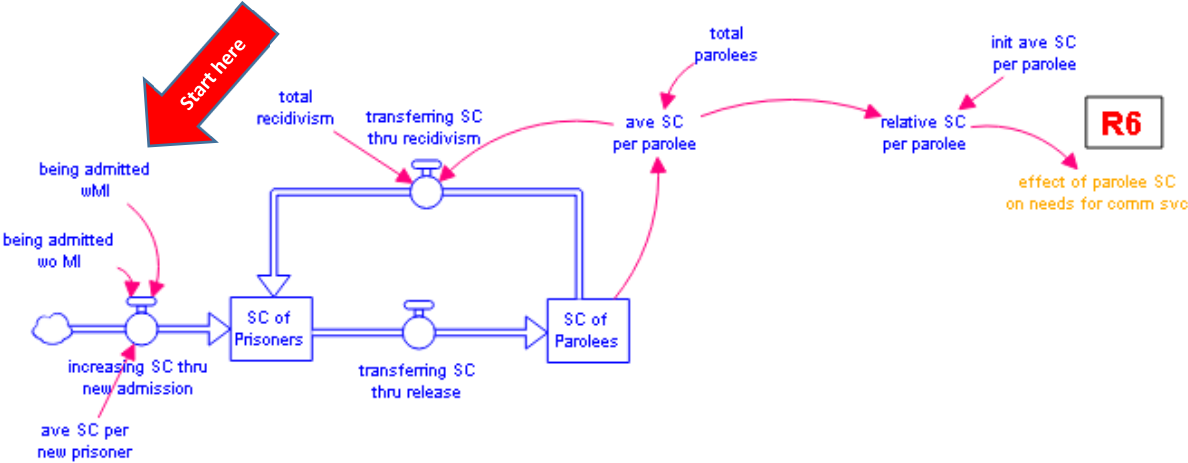 Start here
being admitted
wMI
being admitted
wo MI
increasing SC thru
new admission
ave SC per
new prisoner
SC of
Prisoners
total
recidivism
transferring SC
thru recidivism
transferring SC
thru release
SC of
Parolees
total
parolees
ave SC
per parolee
init ave SC
per parolee
relative SC
per parolee
R6
effect of parolee SC
on needs for comm svc